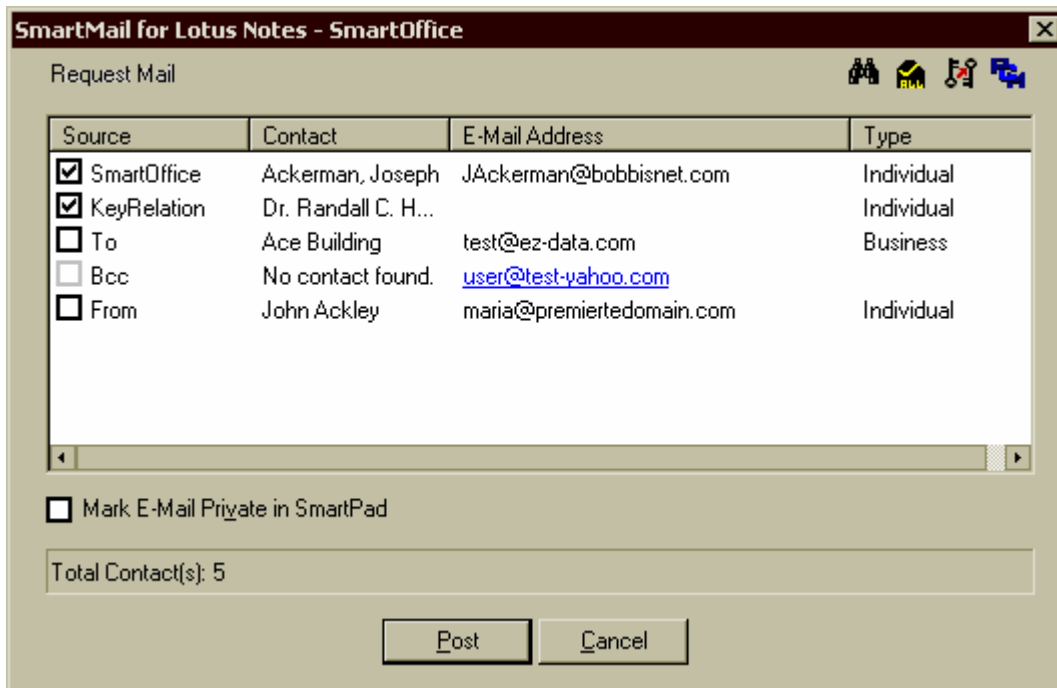 SmartMail for Lotus Notes - SmartOffice
Request Mail
ALL
Source Contact E-Mail Address Type
SmartOffice Ackerman, Joseph JAckerman@bobbisnet.com Individual
KeyRelation Dr. Randall C. H... Individual
To Ace Building test@ez-data.com Business
Bcc No contact found. user@test-yahoo.com
From John Ackley maria@premiertedomain.com Individual
Mark E-Mail Private in SmartPad
Total Contact(s): 5
Post Cancel